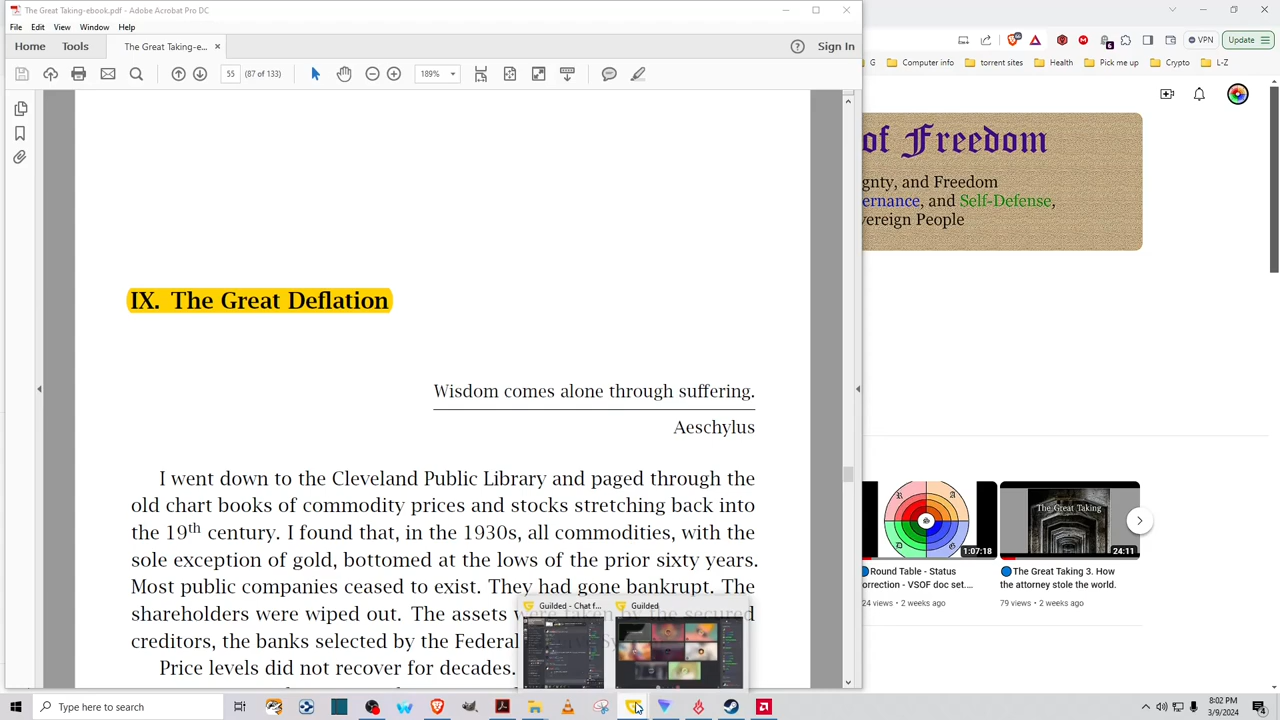 The Great Taking-ebook.pdf - Adobe Acrobat Pro DC
File Edit View Window Help
Home Tools The Great Taking-e... × Sign In
55 (87 of 133) 189%
VPN Update
G Computer info torrent sites Health Pick me up Crypto L-Z
of Freedom
gnty, and Freedom
ernance, and Self-Defense,
vereign People
IX. The Great Deflation
Wisdom comes alone through suffering.
Aeschylus
I went down to the Cleveland Public Library and paged through the
old chart books of commodity prices and stocks stretching back into
the 19th century. I found that, in the 1930s, all commodities, with the
sole exception of gold, bottomed at the lows of the prior sixty years.
Most public companies ceased to exist. They had gone bankrupt. The
shareholders were wiped out. The assets were taken by the secured
creditors, the banks selected by the Federal
Price levels did not recover for decades.
Guilded - Chat f... Guilded
R A
G B
1:07:18
Round Table - Status
rrection - VSOF doc set....
24 views • 2 weeks ago
The Great Taking
24:11
The Great Taking 3. How
the attorney stole the world.
79 views • 2 weeks ago
Type here to search
8:02 PM
3/9/2024
4